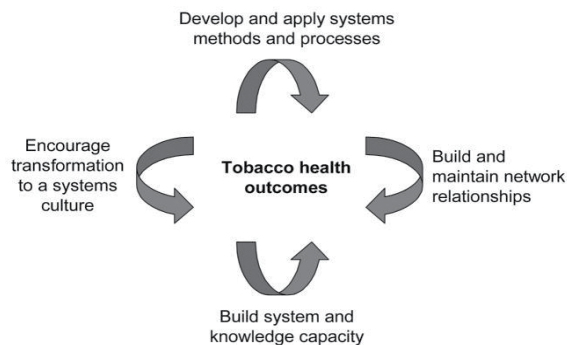 Develop and apply systems
methods and processes
Encourage
transformation
to a systems
culture
Tobacco health
outcomes
Build and
maintain network
relationships
Build system and
knowledge capacity